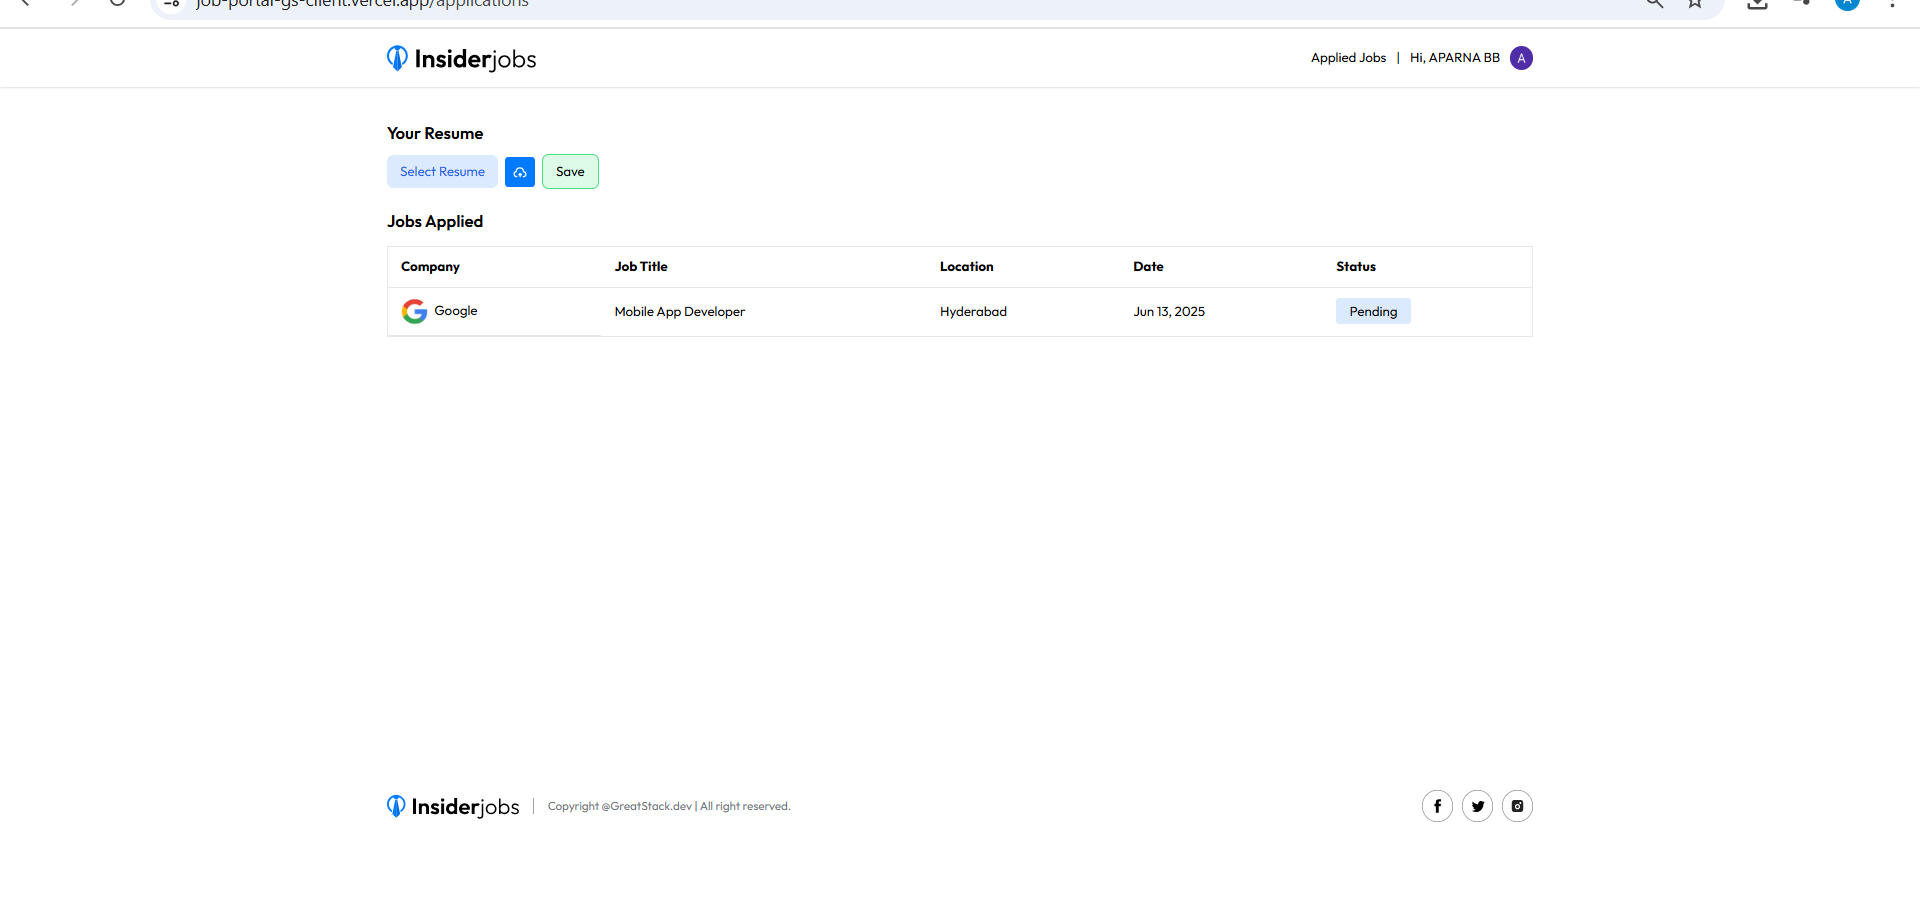 job-portal-gs-client.vercel.app/applications
Insiderjobs
Applied Jobs | Hi, APARNA BB A
Your Resume
Select Resume Save
Jobs Applied
Company Job Title Location Date Status
Google Mobile App Developer Hyderabad Jun 13, 2025 Pending
Insiderjobs | Copyright @GreatStack.dev | All right reserved.